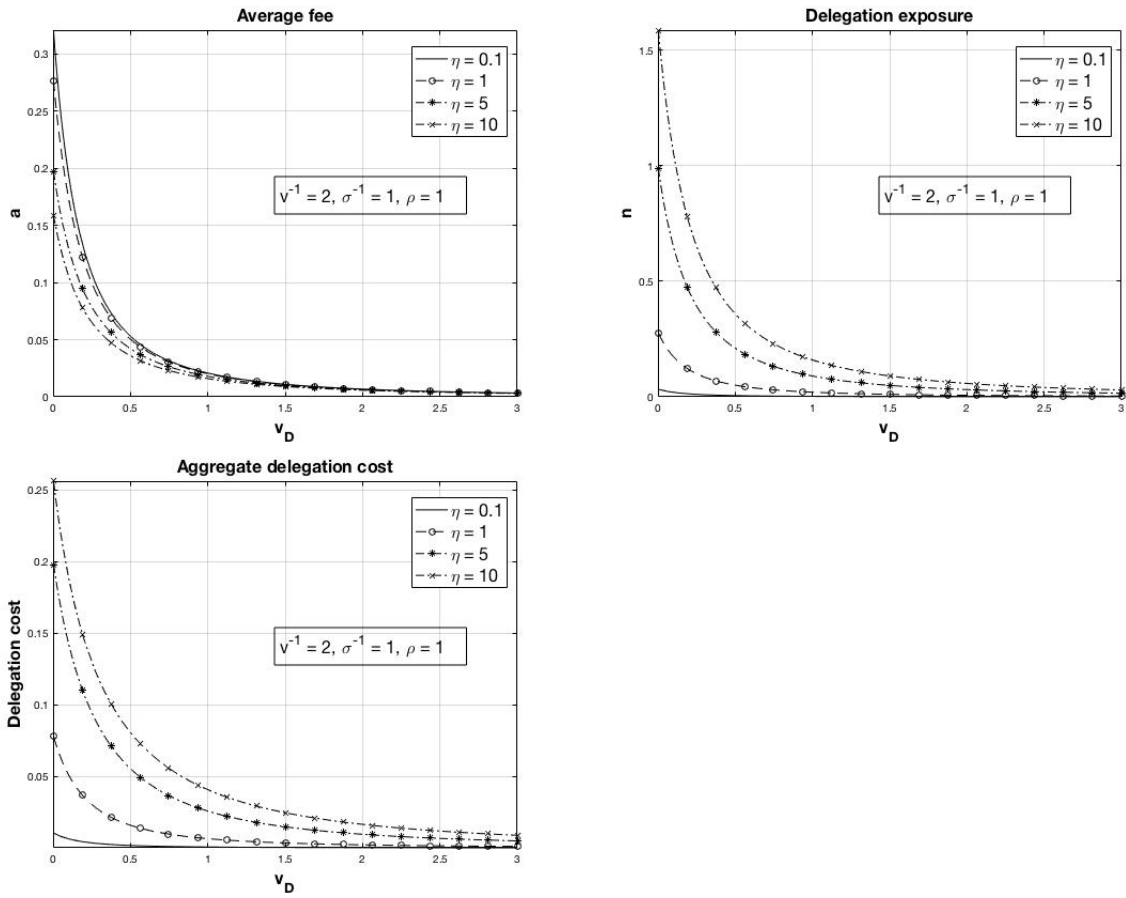 Average fee
0.3
0.25
0.2
0.15
0.1
0.05
0
a
η = 0.1
η = 1
η = 5
η = 10
v^-1 = 2, σ^-1 = 1, ρ = 1
0 0.5 1 1.5 2 2.5 3
v_D
Delegation exposure
1.5
1
0.5
0
n
η = 0.1
η = 1
η = 5
η = 10
v^-1 = 2, σ^-1 = 1, ρ = 1
0 0.5 1 1.5 2 2.5 3
v_D
Aggregate delegation cost
0.25
0.2
0.15
0.1
0.05
Delegation cost
η = 0.1
η = 1
η = 5
η = 10
v^-1 = 2, σ^-1 = 1, ρ = 1
0 0.5 1 1.5 2 2.5 3
v_D